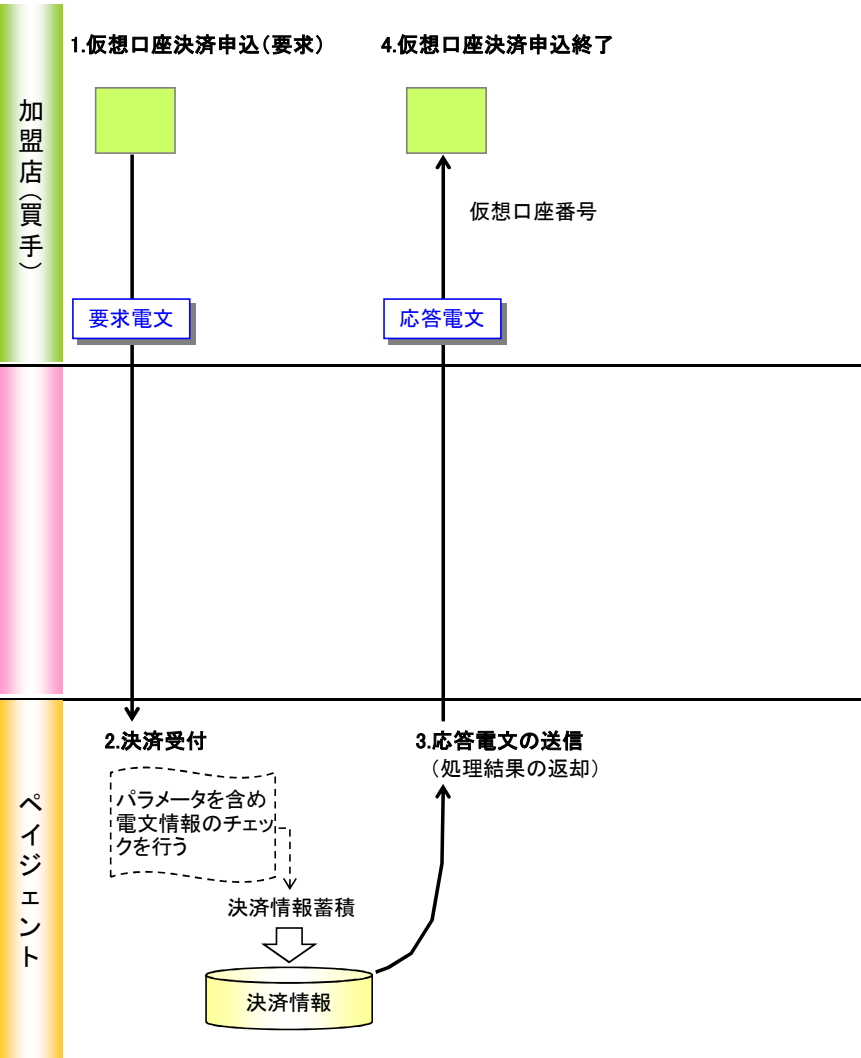 加盟店(買手)
1.仮想口座決済申込(要求)
4.仮想口座決済申込終了
仮想口座番号
要求電文
応答電文
ペイジェント
2.決済受付
パラメータを含め
電文情報のチェッ
クを行う
決済情報蓄積
決済情報
3.応答電文の送信
(処理結果の返却)